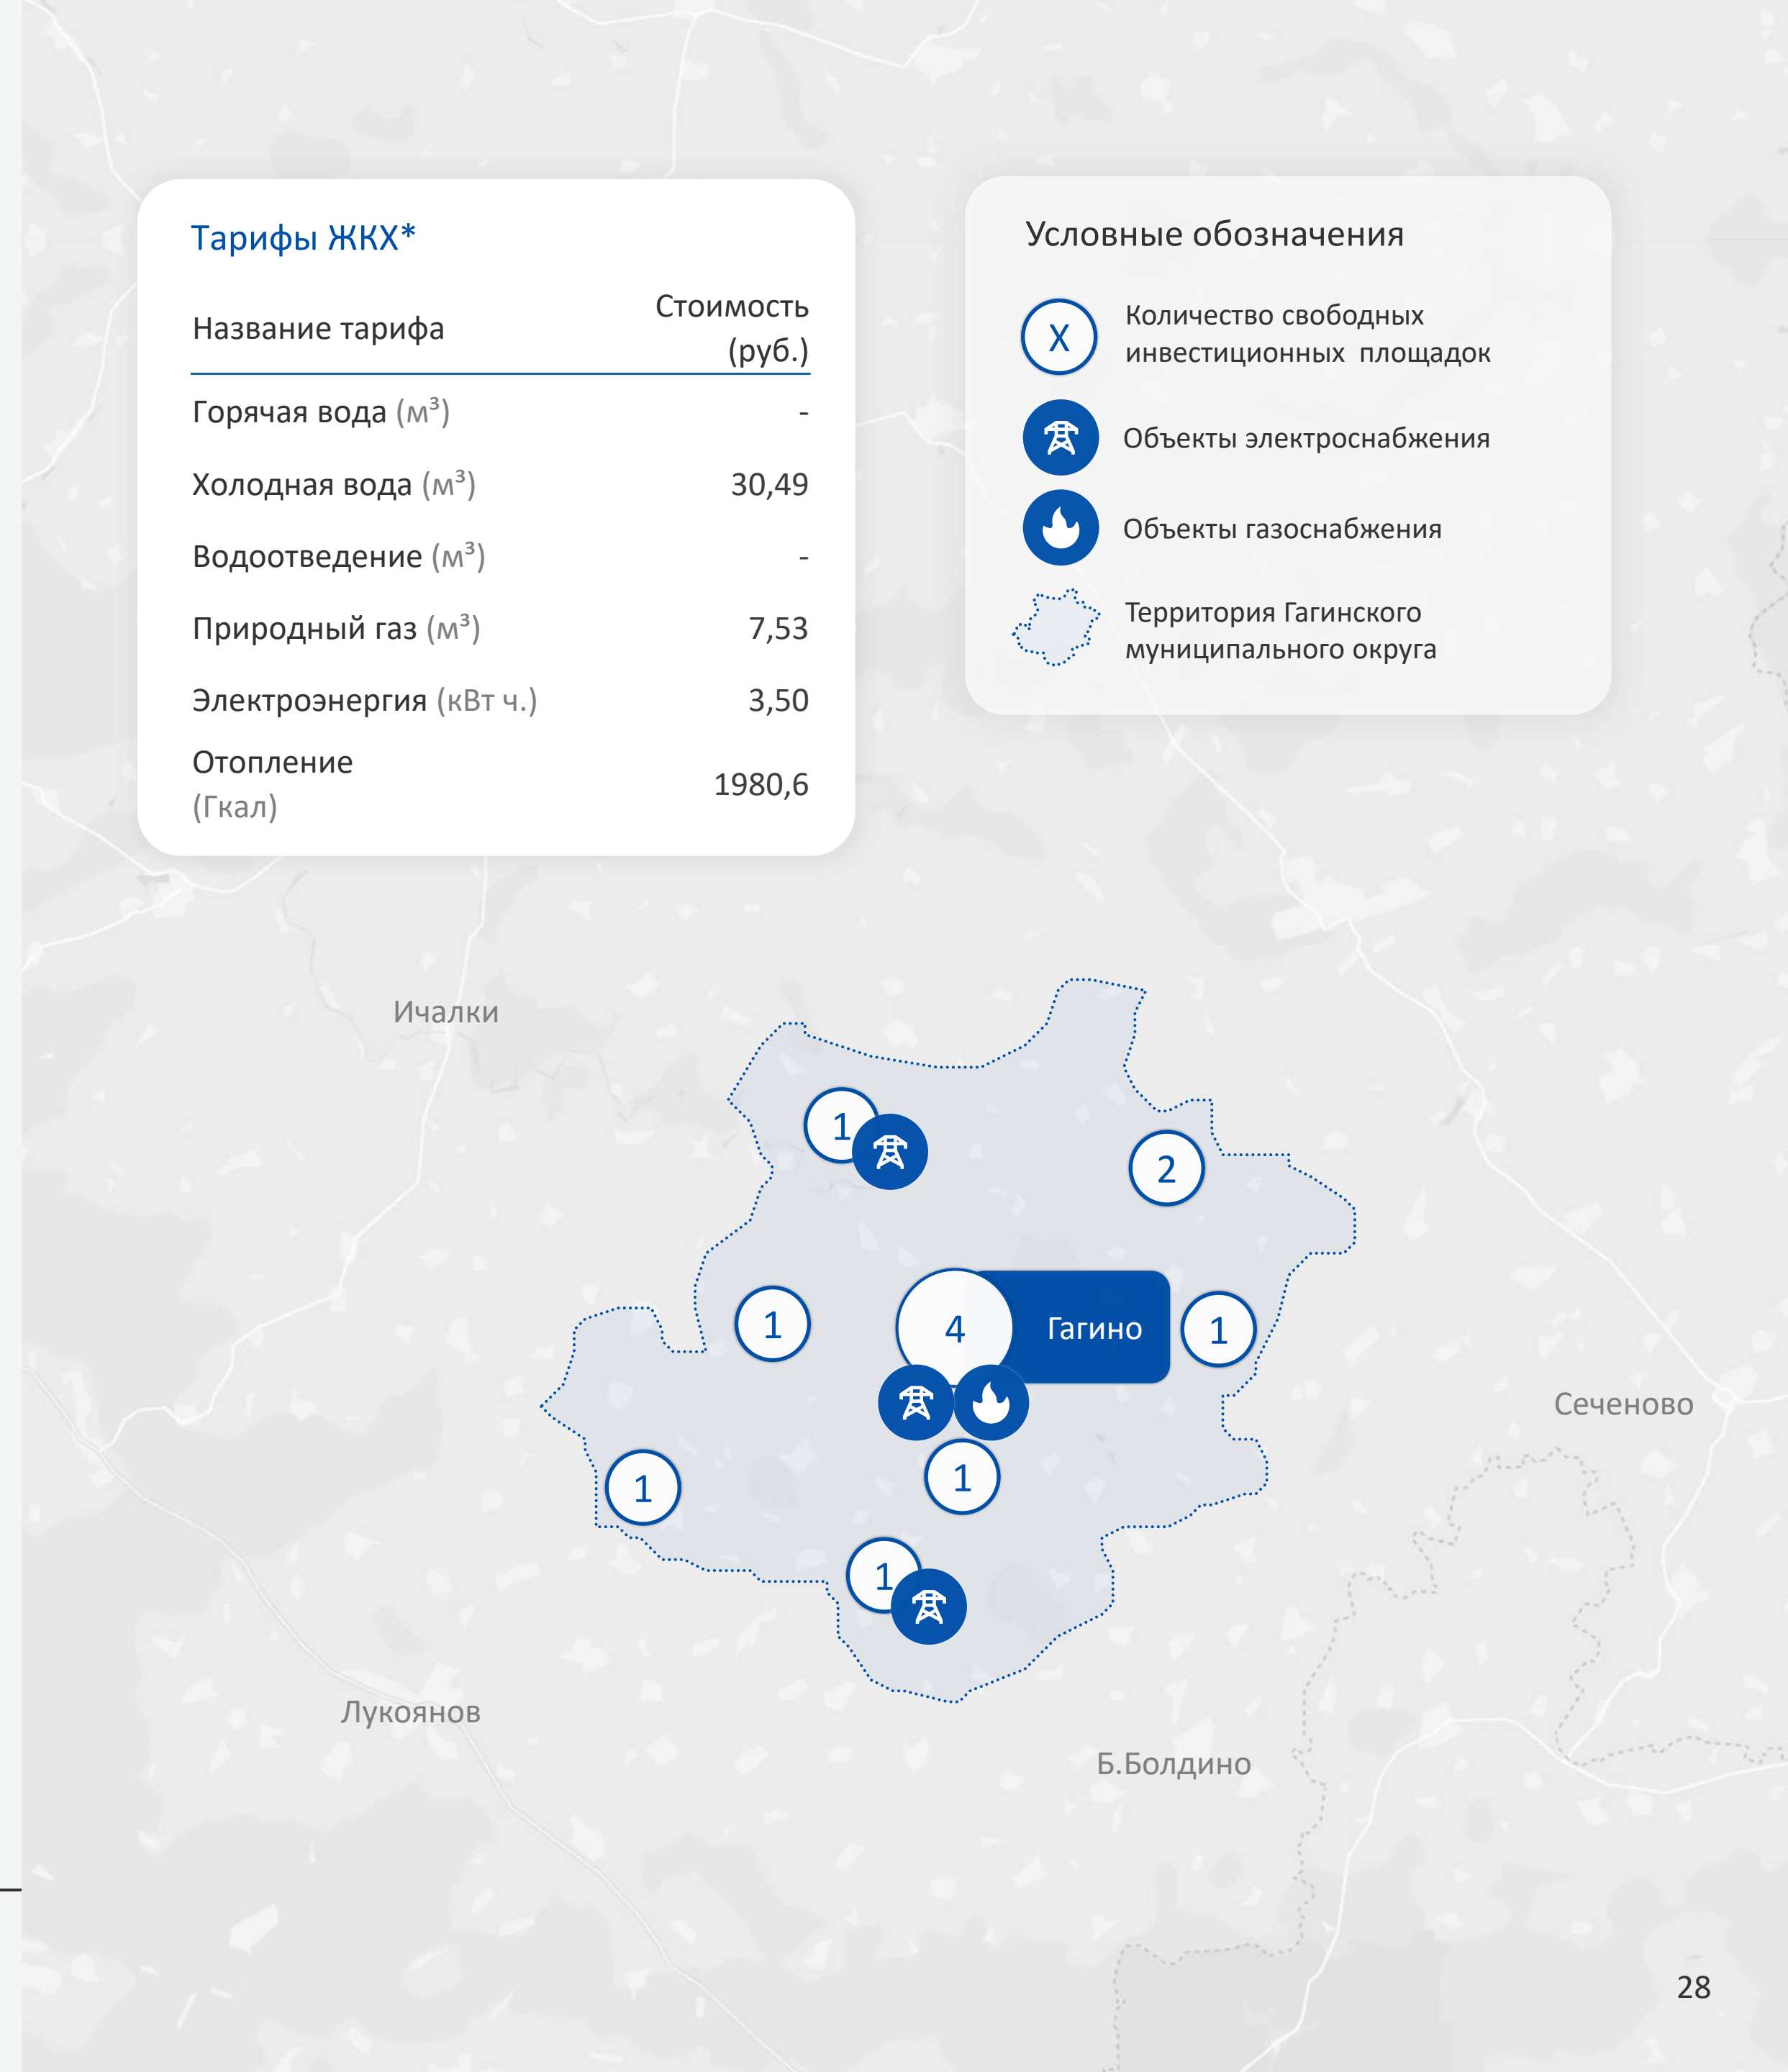 Тарифы ЖКХ*
Название тарифа
Стоимость
(руб.)
Горячая вода (м³) -
Холодная вода (м³) 30,49
Водоотведение (м³) -
Природный газ (м³) 7,53
Электроэнергия (кВт ч.) 3,50
Отопление
(Гкал)
1980,6
Условные обозначения
X
Количество свободных
инвестиционных площадок
Объекты электроснабжения
Объекты газоснабжения
Территория Гагинского
муниципального округа
Ичалки
1
2
1
4
Гагино
1
Сеченово
1
1
1
Лукоянов
Б.Болдино
28